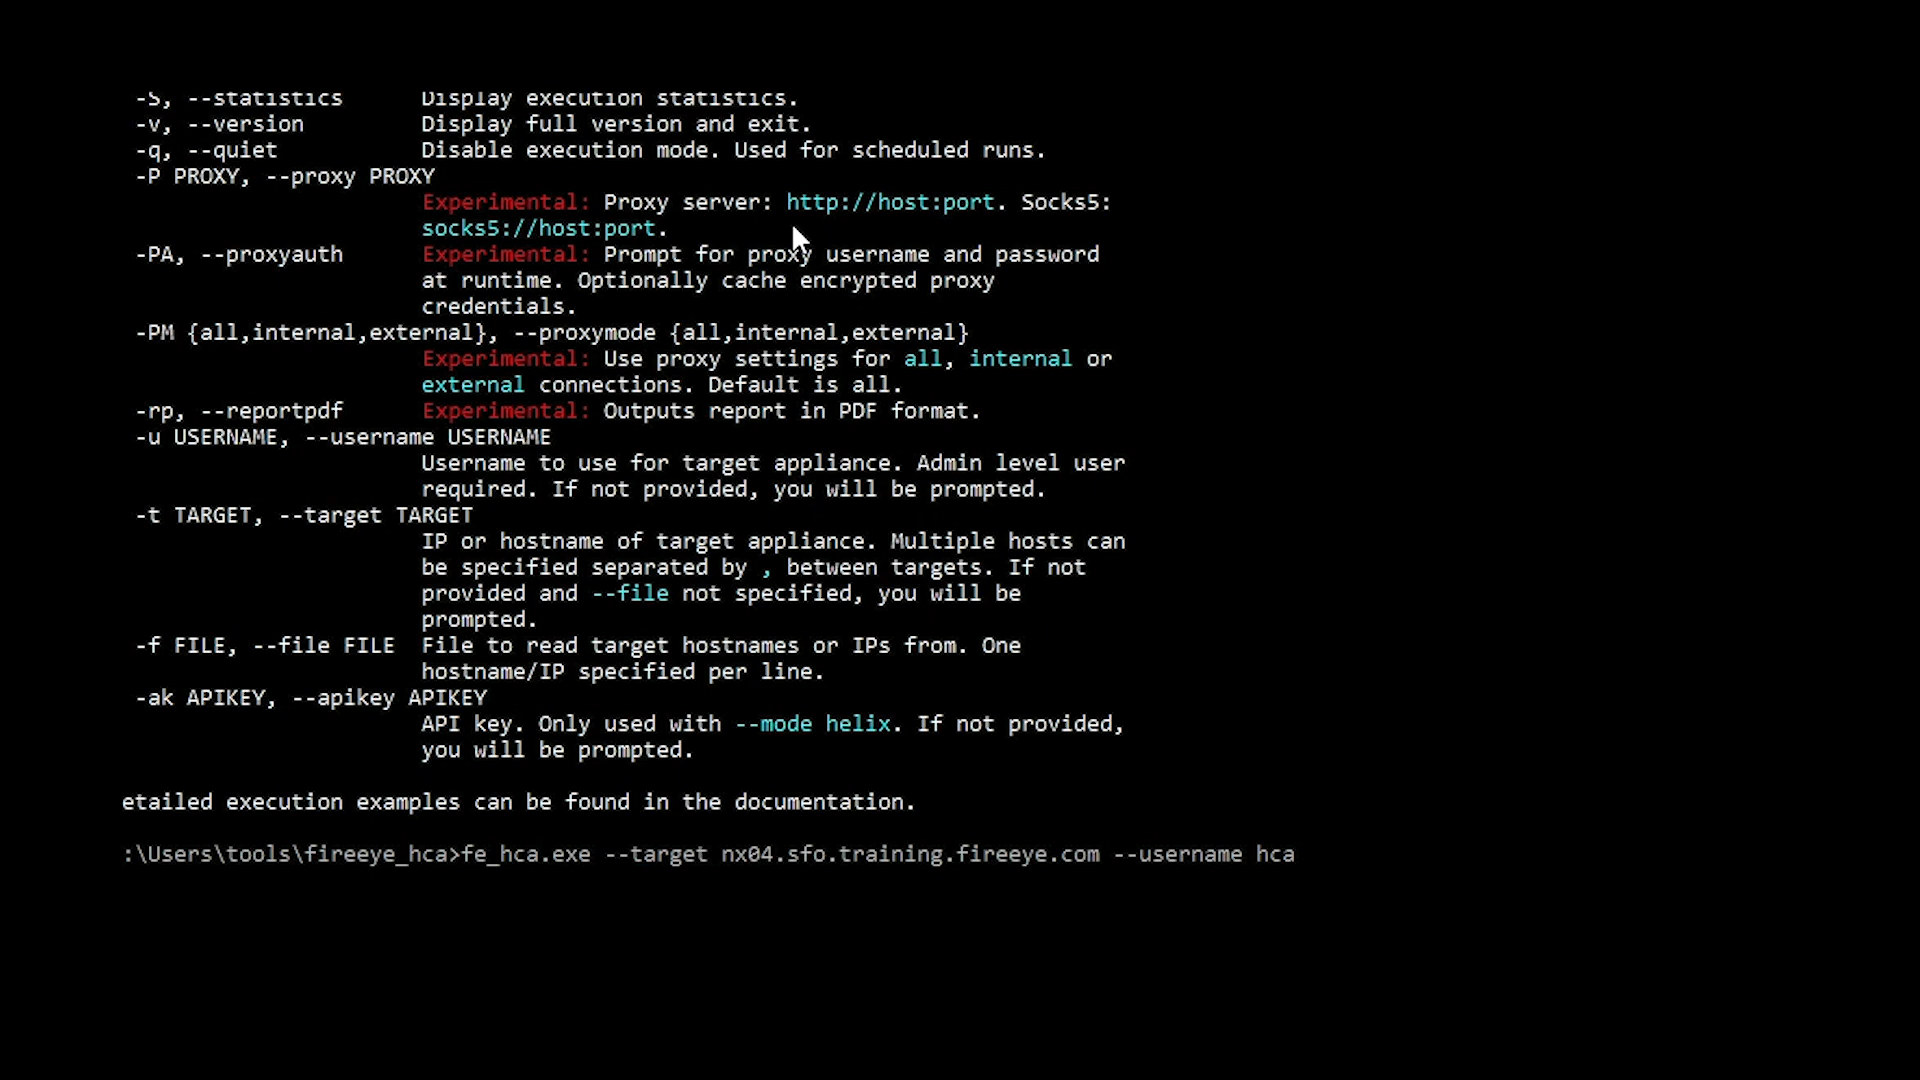 -S, --statistics Display execution statistics.
-v, --version Display full version and exit.
-q, --quiet Disable execution mode. Used for scheduled runs.
-P PROXY, --proxy PROXY
Experimental: Proxy server: http://host:port. Socks5:
socks5://host:port.
-PA, --proxyauth Experimental: Prompt for proxy username and password
at runtime. Optionally cache encrypted proxy
credentials.
-PM {all,internal,external}, --proxymode {all,internal,external}
Experimental: Use proxy settings for all, internal or
external connections. Default is all.
-rp, --reportpdf Experimental: Outputs report in PDF format.
-u USERNAME, --username USERNAME
Username to use for target appliance. Admin level user
required. If not provided, you will be prompted.
-t TARGET, --target TARGET
IP or hostname of target appliance. Multiple hosts can
be specified separated by , between targets. If not
provided and --file not specified, you will be
prompted.
-f FILE, --file FILE File to read target hostnames or IPs from. One
hostname/IP specified per line.
-ak APIKEY, --apikey APIKEY
API key. Only used with --mode helix. If not provided,
you will be prompted.
etailed execution examples can be found in the documentation.
:\Users\tools\fireeye_hca>fe_hca.exe --target nx04.sfo.training.fireeye.com --username hca